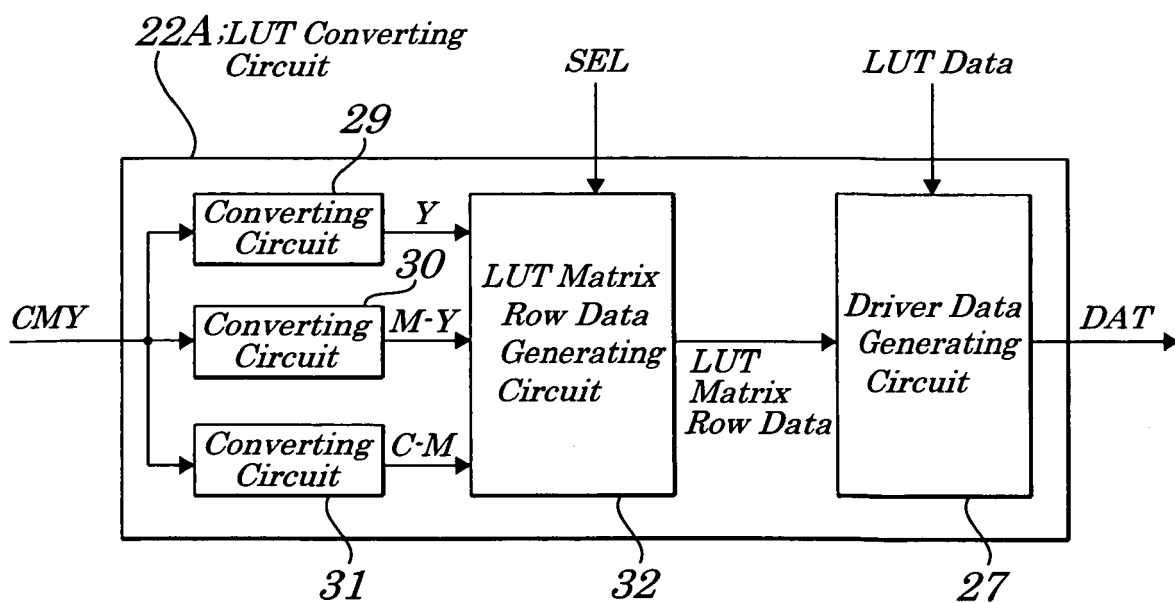 22A;LUT Converting
Circuit
SEL
LUT Data
29
Converting
Circuit
Y
30
Converting
Circuit
M-Y
CMY
Converting
Circuit
C-M
31
LUT Matrix
Row Data
Generating
Circuit
32
LUT
Matrix
Row Data
Driver Data
Generating
Circuit
27
DAT